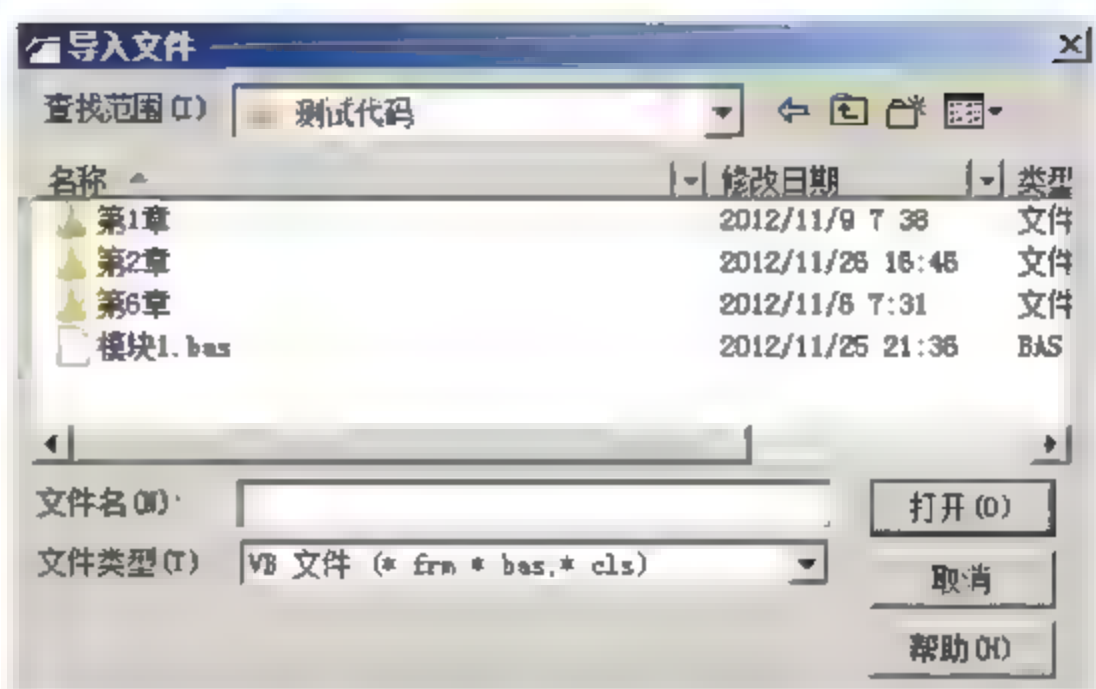 导入文件
查找范围(I) 测试代码
名称 修改日期 类型
第1章 2012/11/9 7 38 文件
第2章 2012/11/26 16:46 文件
第6章 2012/11/6 7:31 文件
模块1.bas 2012/11/25 21:36 BAS
文件名(N): 打开(O)
文件类型(T) VB 文件 (* frm * bas,* cls)
取消
帮助(H)